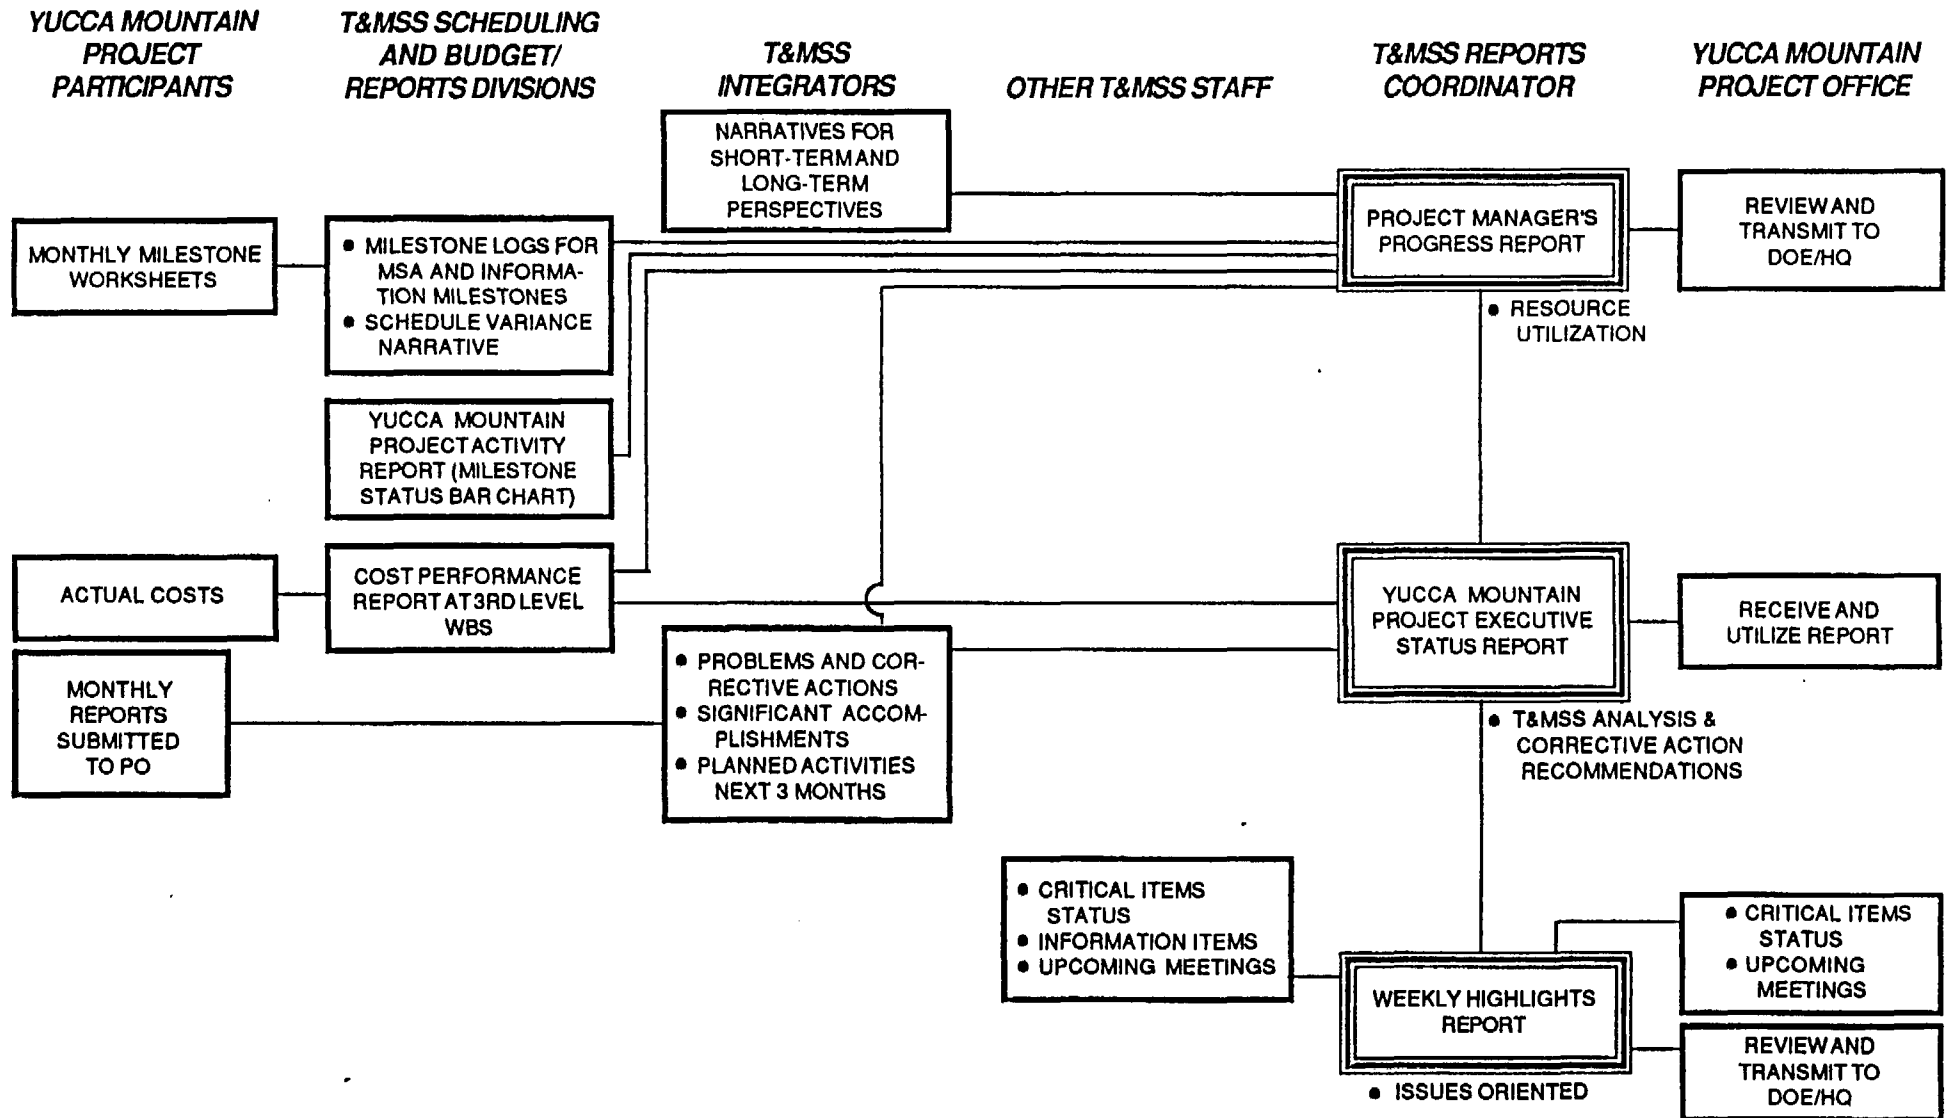 YUCCA MOUNTAIN
PROJECT
PARTICIPANTS
T&MSS SCHEDULING
AND BUDGET/
REPORTS DIVISIONS
T&MSS
INTEGRATORS
OTHER T&MSS STAFF
T&MSS REPORTS
COORDINATOR
YUCCA MOUNTAIN
PROJECT OFFICE
NARRATIVES FOR
SHORT-TERM AND
LONG-TERM
PERSPECTIVES
PROJECT MANAGER'S
PROGRESS REPORT
REVIEW AND
TRANSMIT TO
DOE/HQ
MONTHLY MILESTONE
WORKSHEETS
● MILESTONE LOGS FOR
MSA AND INFORMA-
TION MILESTONES
● SCHEDULE VARIANCE
NARRATIVE
● RESOURCE
UTILIZATION
YUCCA MOUNTAIN
PROJECT ACTIVITY
REPORT (MILESTONE
STATUS BAR CHART)
ACTUAL COSTS
COST PERFORMANCE
REPORT AT 3RD LEVEL
WBS
YUCCA MOUNTAIN
PROJECT EXECUTIVE
STATUS REPORT
RECEIVE AND
UTILIZE REPORT
MONTHLY
REPORTS
SUBMITTED
TO PO
● PROBLEMS AND COR-
RECTIVE ACTIONS
● SIGNIFICANT ACCOM-
PLISHMENTS
● PLANNED ACTIVITIES
NEXT 3 MONTHS
● T&MSS ANALYSIS &
CORRECTIVE ACTION
RECOMMENDATIONS
● CRITICAL ITEMS
STATUS
● INFORMATION ITEMS
● UPCOMING MEETINGS
WEEKLY HIGHLIGHTS
REPORT
● ISSUES ORIENTED
● CRITICAL ITEMS
STATUS
● UPCOMING
MEETINGS
REVIEW AND
TRANSMIT TO
DOE/HQ